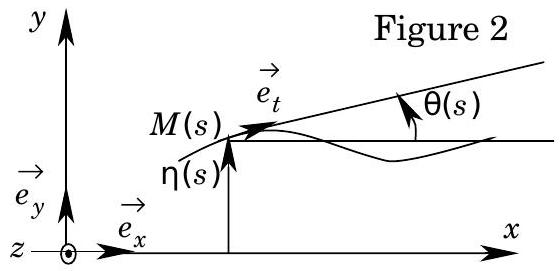 y
Figure 2
e_t
θ(s)
M(s)
η(s)
e_y
e_x
x
z